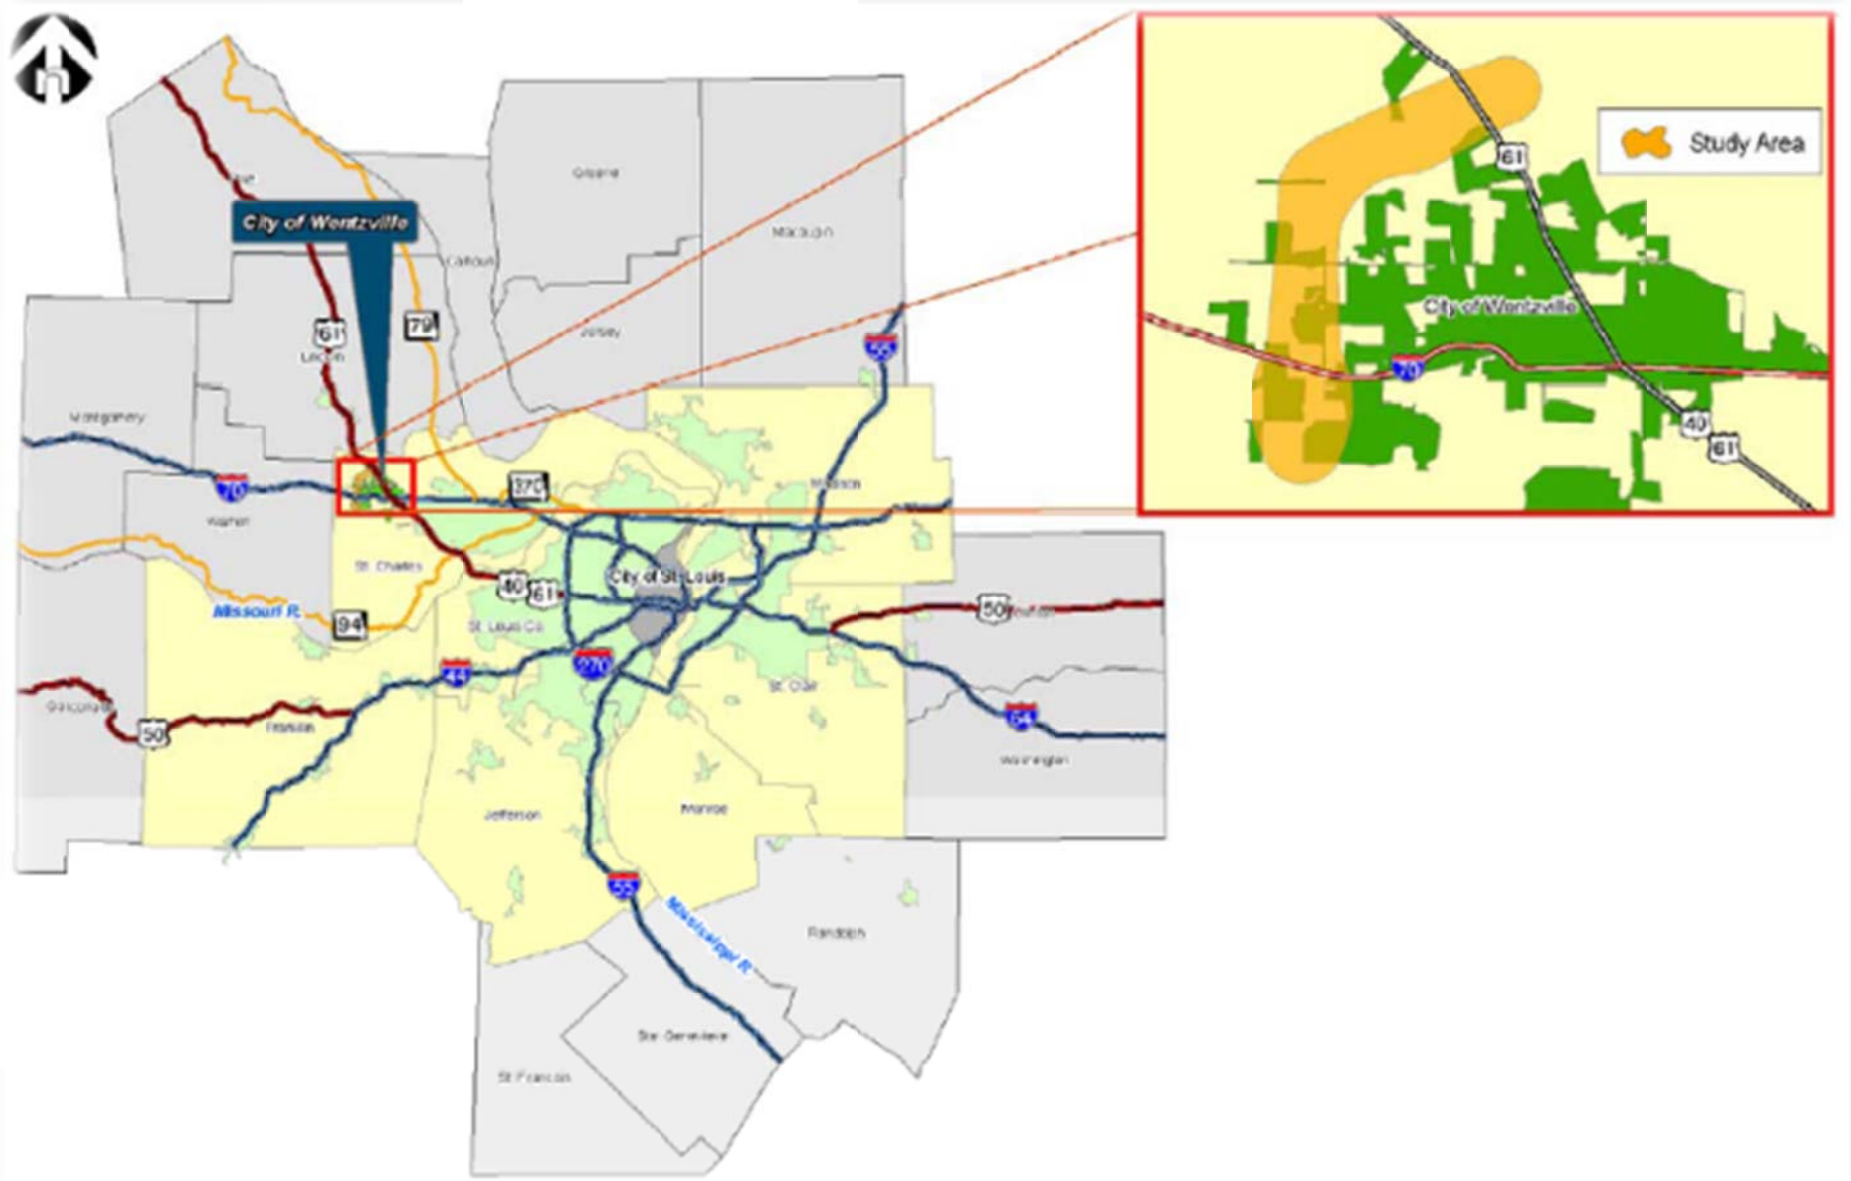 n
61
Study Area
Pike
City of Wentzville
Greene
Macoupin
Calhoun
City of Wentzville
61
79
Lincoln
Jersey
55
70
40
61
Montgomery
70
370
Madison
Warren
St. Charles
City of St. Louis
40
61
Missouri R.
94
St. Louis Co.
50
270
44
St. Clair
50
Franklin
64
Washington
Jefferson
Monroe
55
Mississippi R.
Randolph
Ste. Genevieve
St. Francois